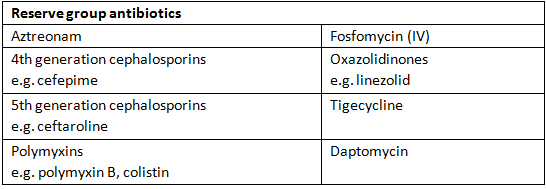 Reserve group antibiotics
Aztreonam
Fosfomycin (IV)
4th generation cephalosporins
e.g. cefepime
Oxazolidinones
e.g. linezolid
5th generation cephalosporins
e.g. ceftaroline
Tigecycline
Polymyxins
e.g. polymyxin B, colistin
Daptomycin